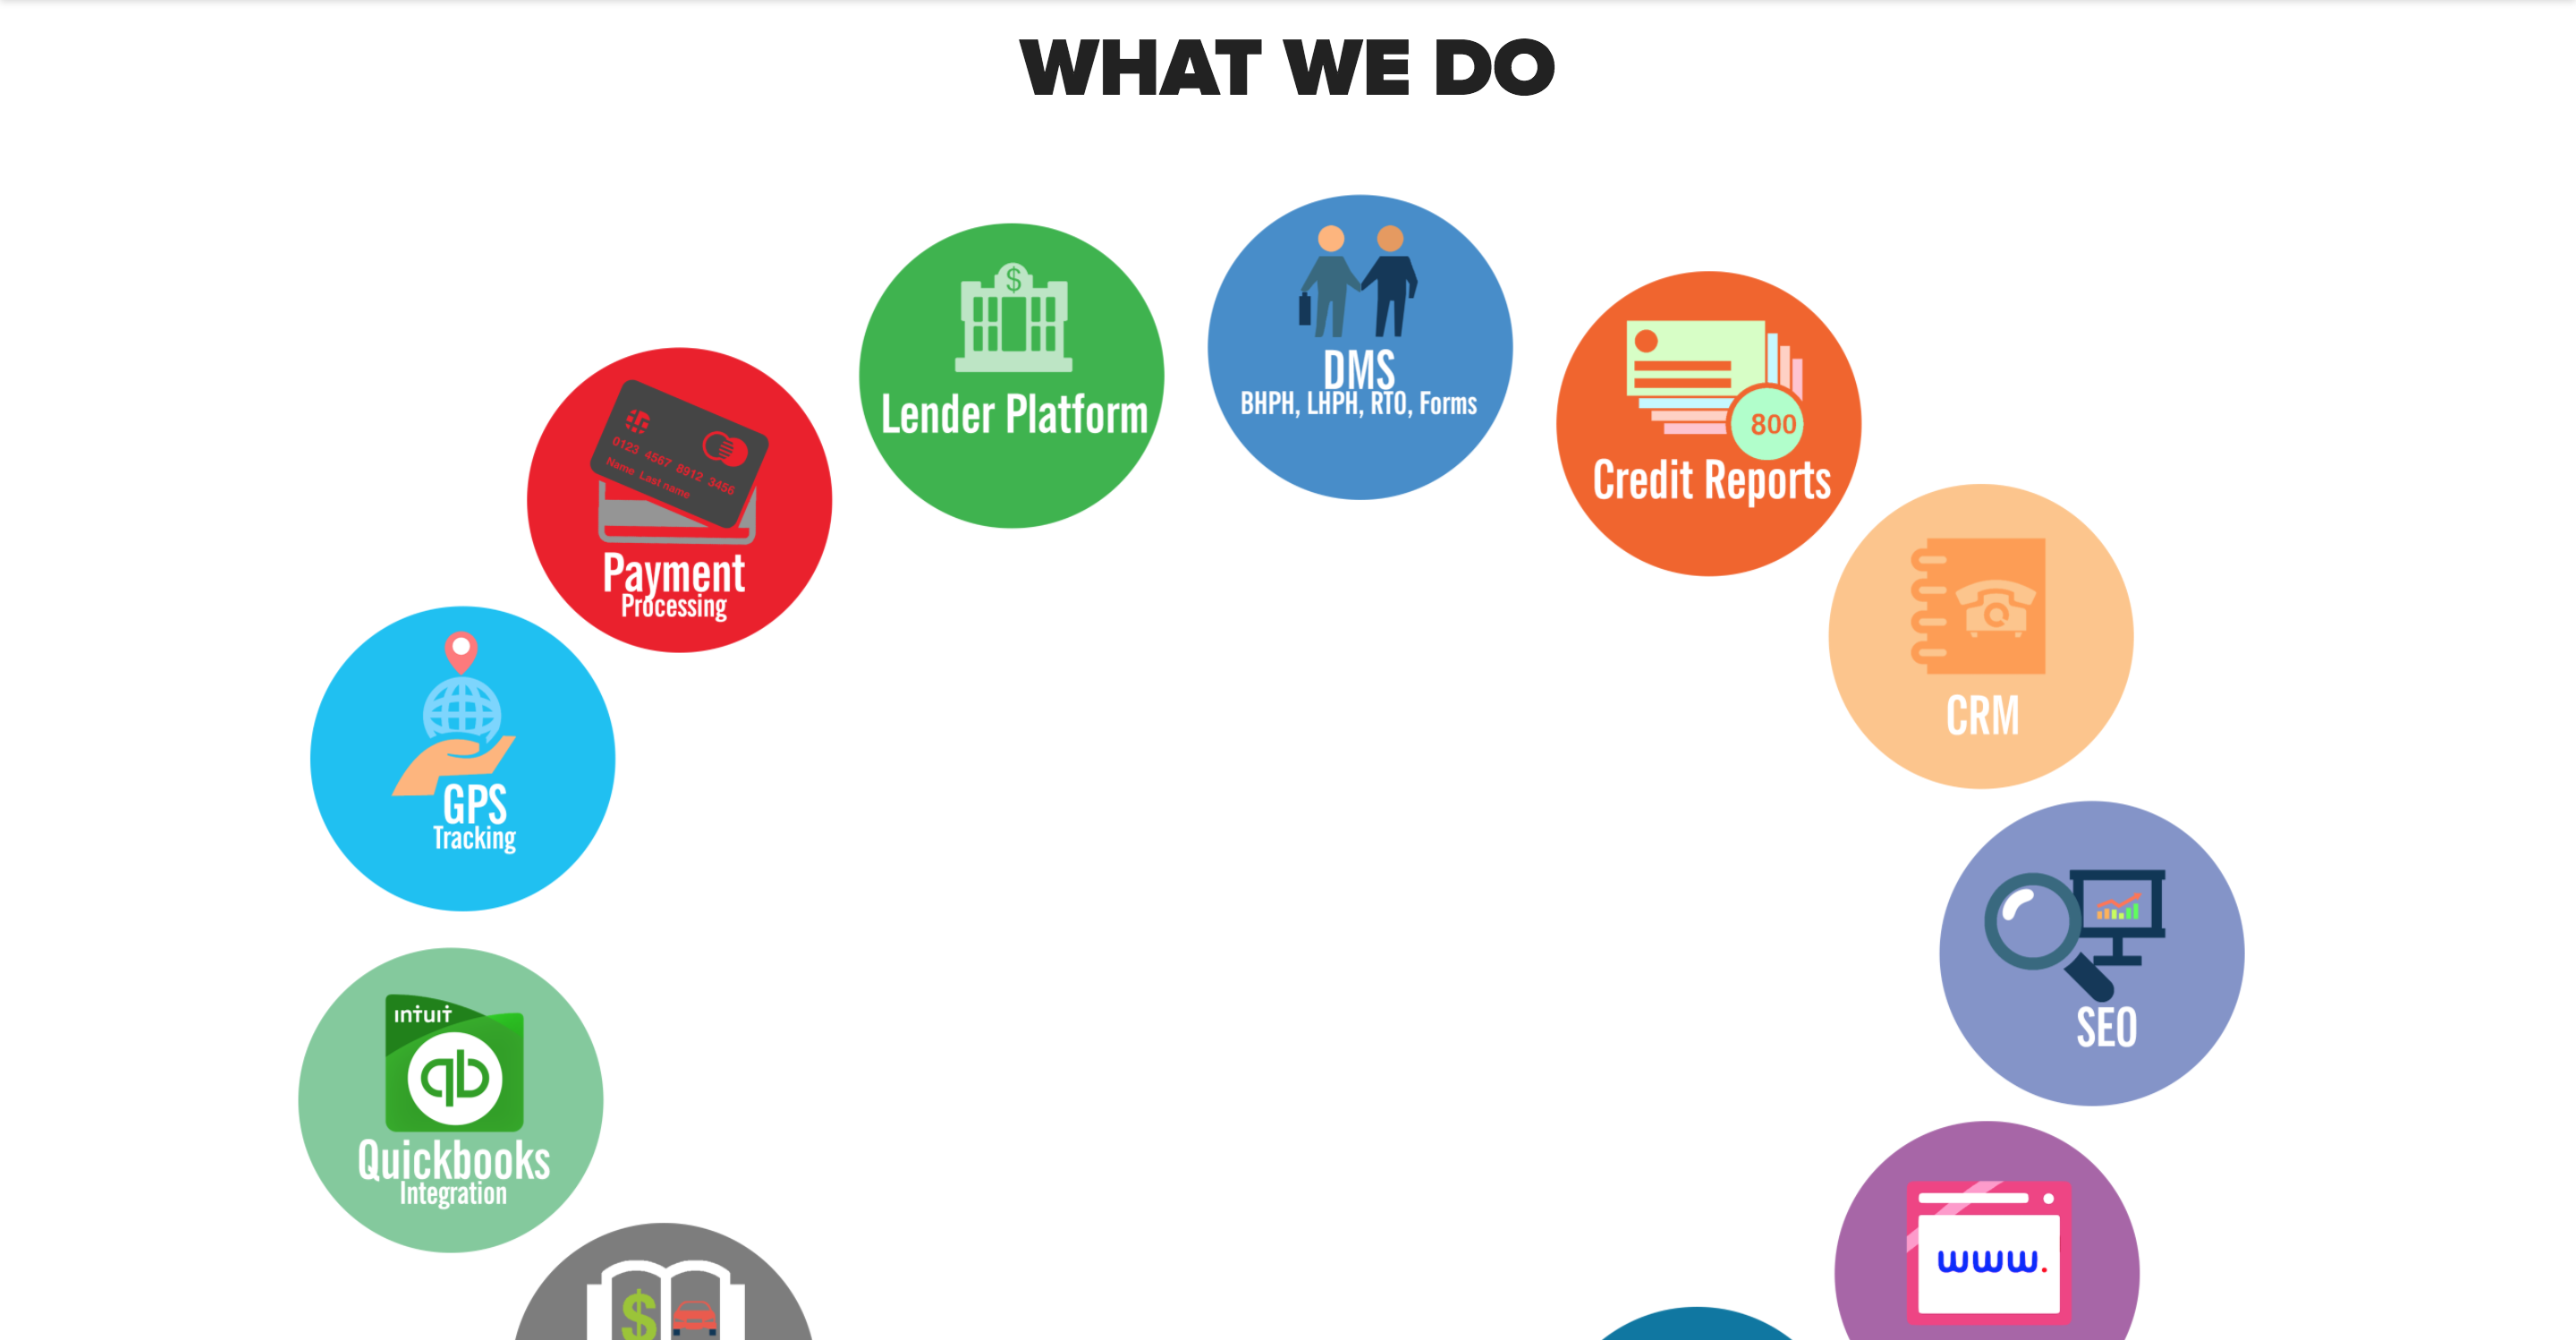 WHAT WE DO
$
Lender Platform
DMS
BHPH, LHPH, RTO, Forms
800
Credit Reports
0123 4567 8912 3456
Name Last name
Payment
Processing
CRM
GPS
Tracking
SEO
intuit
qb
Quickbooks
Integration
www.
$